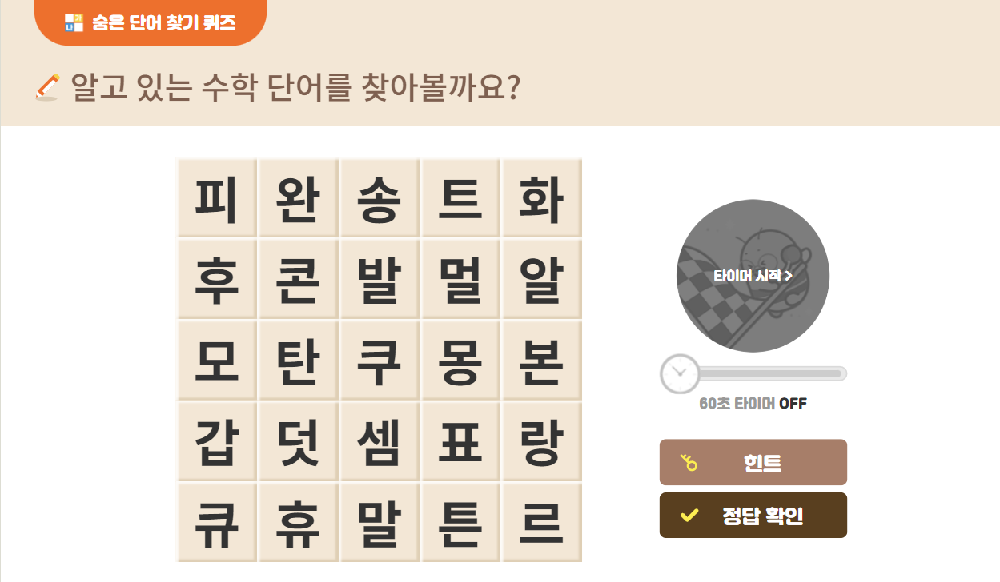 숨은 단어 찾기 퀴즈
알고 있는 수학 단어를 찾아볼까요?
피 완 송 트 화
후 콘 발 멀 알
모 탄 쿠 몽 본
갑 덧 셈 표 랑
큐 휴 말 튼 르
타이머 시작 >
60초 타이머 OFF
힌트
정답 확인